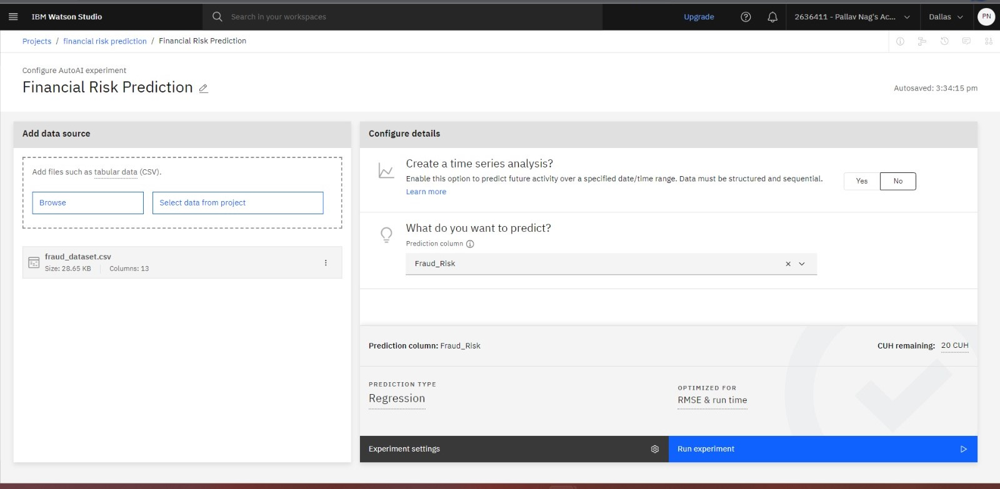 IBM Watson Studio
Search in your workspaces
Upgrade
2636411 - Pallav Nag's Ac...
Dallas
PN
Projects / financial risk prediction / Financial Risk Prediction
Configure AutoAI experiment
Financial Risk Prediction
Autosaved: 3:34:15 pm
Add data source
Add files such as tabular data (CSV).
Browse
Select data from project
fraud_dataset.csv
Size: 28.65 KB
Columns: 13
Configure details
Create a time series analysis?
Enable this option to predict future activity over a specified date/time range. Data must be structured and sequential.
Learn more
Yes
No
What do you want to predict?
Prediction column
Fraud_Risk
Prediction column: Fraud_Risk
CUH remaining: 20 CUH
PREDICTION TYPE
Regression
OPTIMIZED FOR
RMSE & run time
Experiment settings
Run experiment